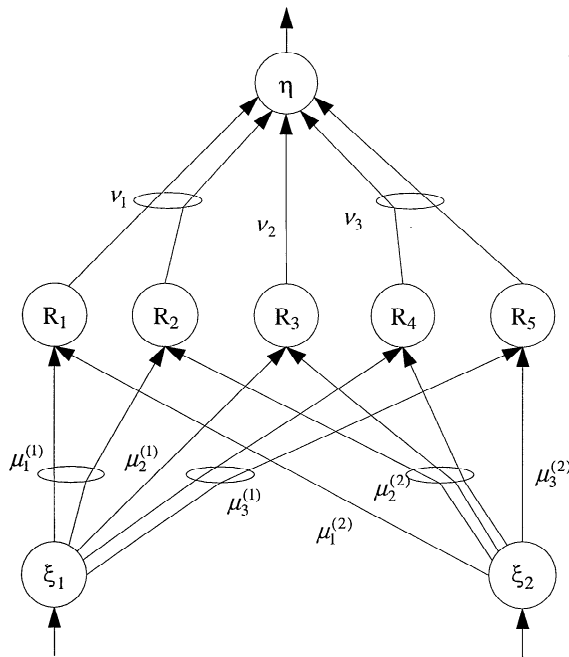 η
ν₁
ν₂
ν₃
R₁ R₂ R₃ R₄ R₅
μ₁⁽¹⁾ μ₂⁽¹⁾ μ₃⁽¹⁾ μ₁⁽²⁾ μ₂⁽²⁾ μ₃⁽²⁾
ξ₁ ξ₂